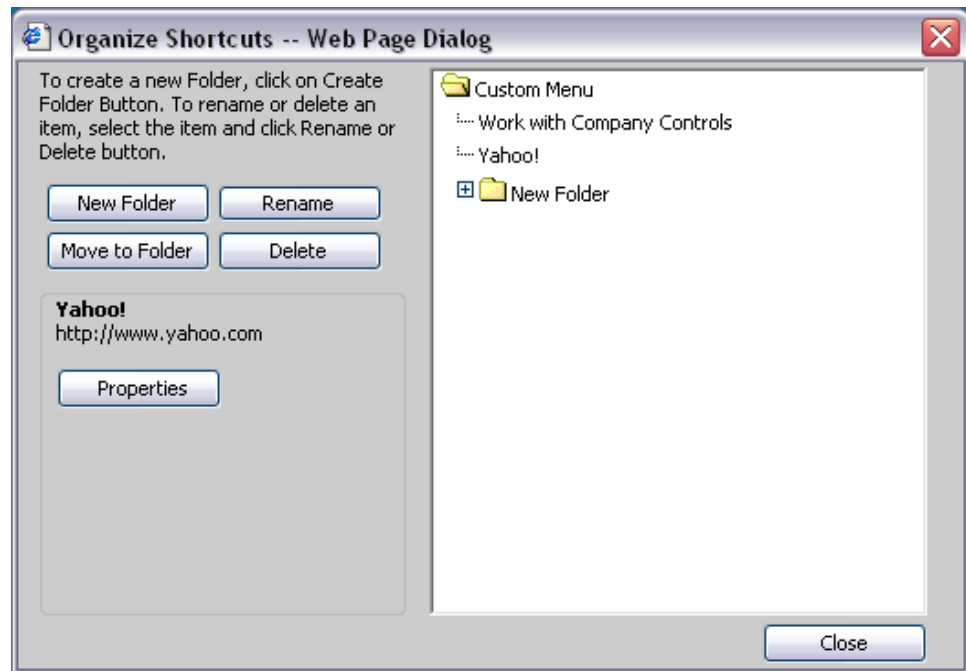 Organize Shortcuts -- Web Page Dialog
To create a new Folder, click on Create
Folder Button. To rename or delete an
item, select the item and click Rename or
Delete button.
New Folder
Rename
Move to Folder
Delete
Yahoo!
http://www.yahoo.com
Properties
Custom Menu
Work with Company Controls
Yahoo!
New Folder
Close